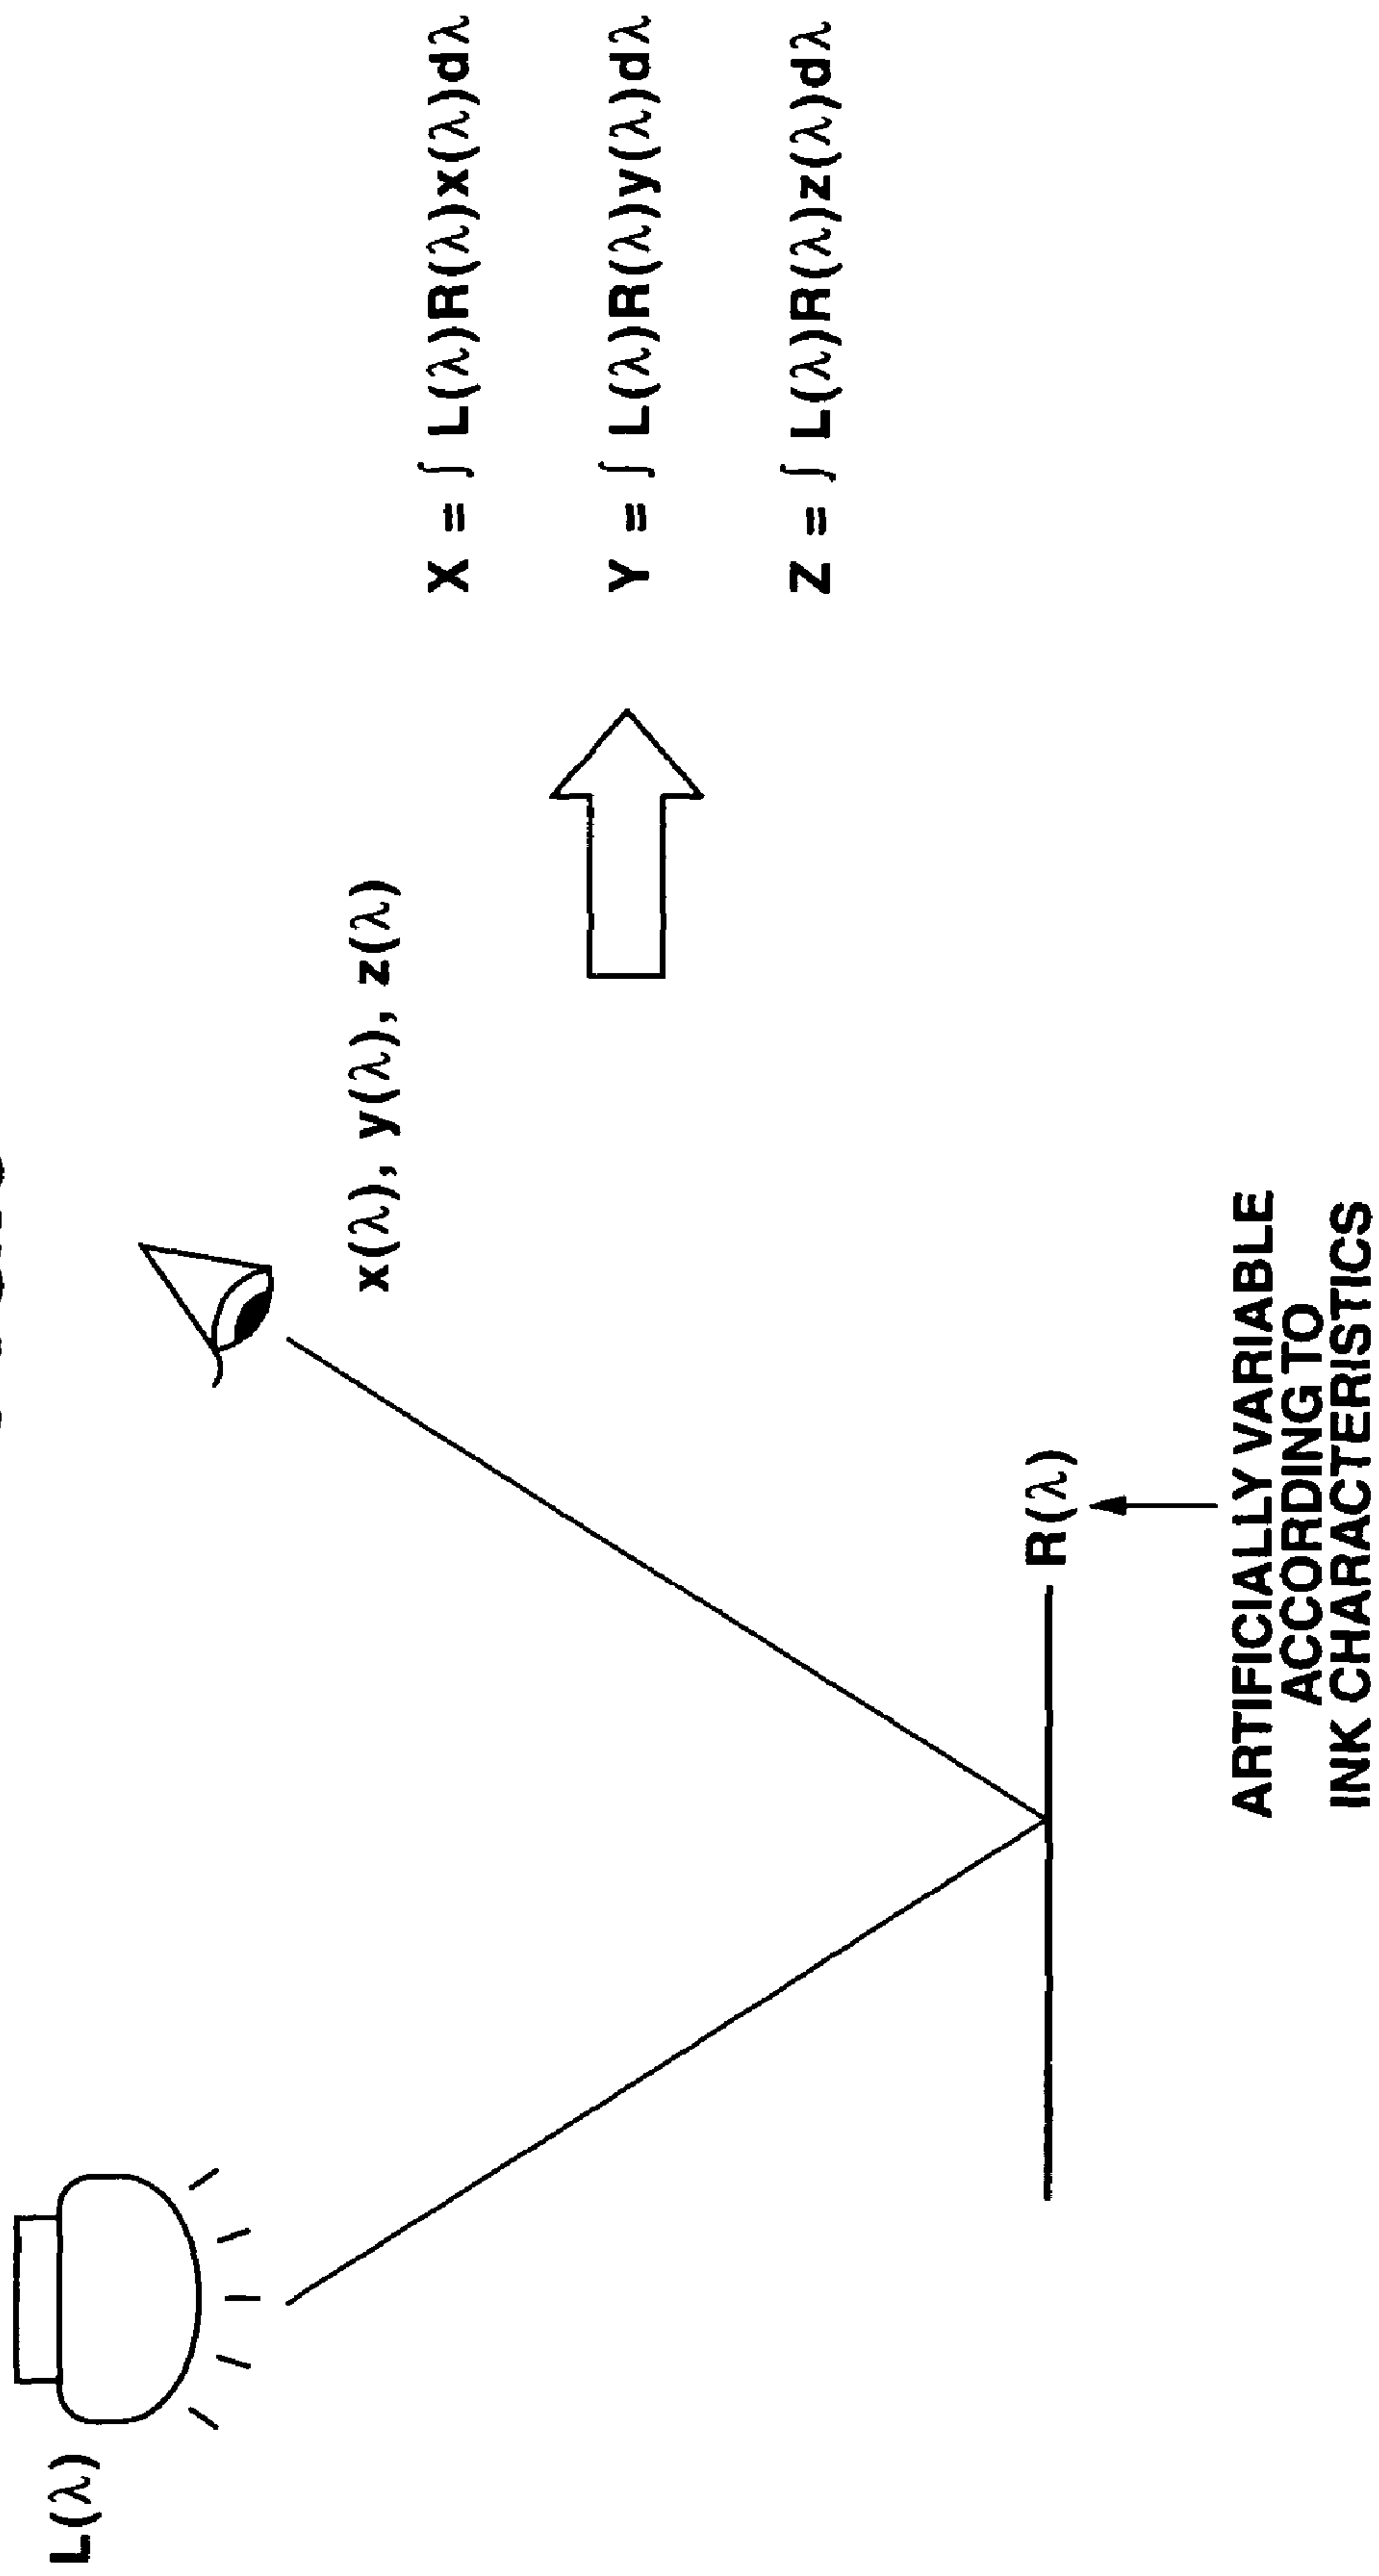 L(λ)
x(λ), y(λ), z(λ)
X = ∫ L(λ)R(λ)x(λ)dλ
Y = ∫ L(λ)R(λ)y(λ)dλ
Z = ∫ L(λ)R(λ)z(λ)dλ
R(λ)
ARTIFICIALLY VARIABLE
ACCORDING TO
INK CHARACTERISTICS